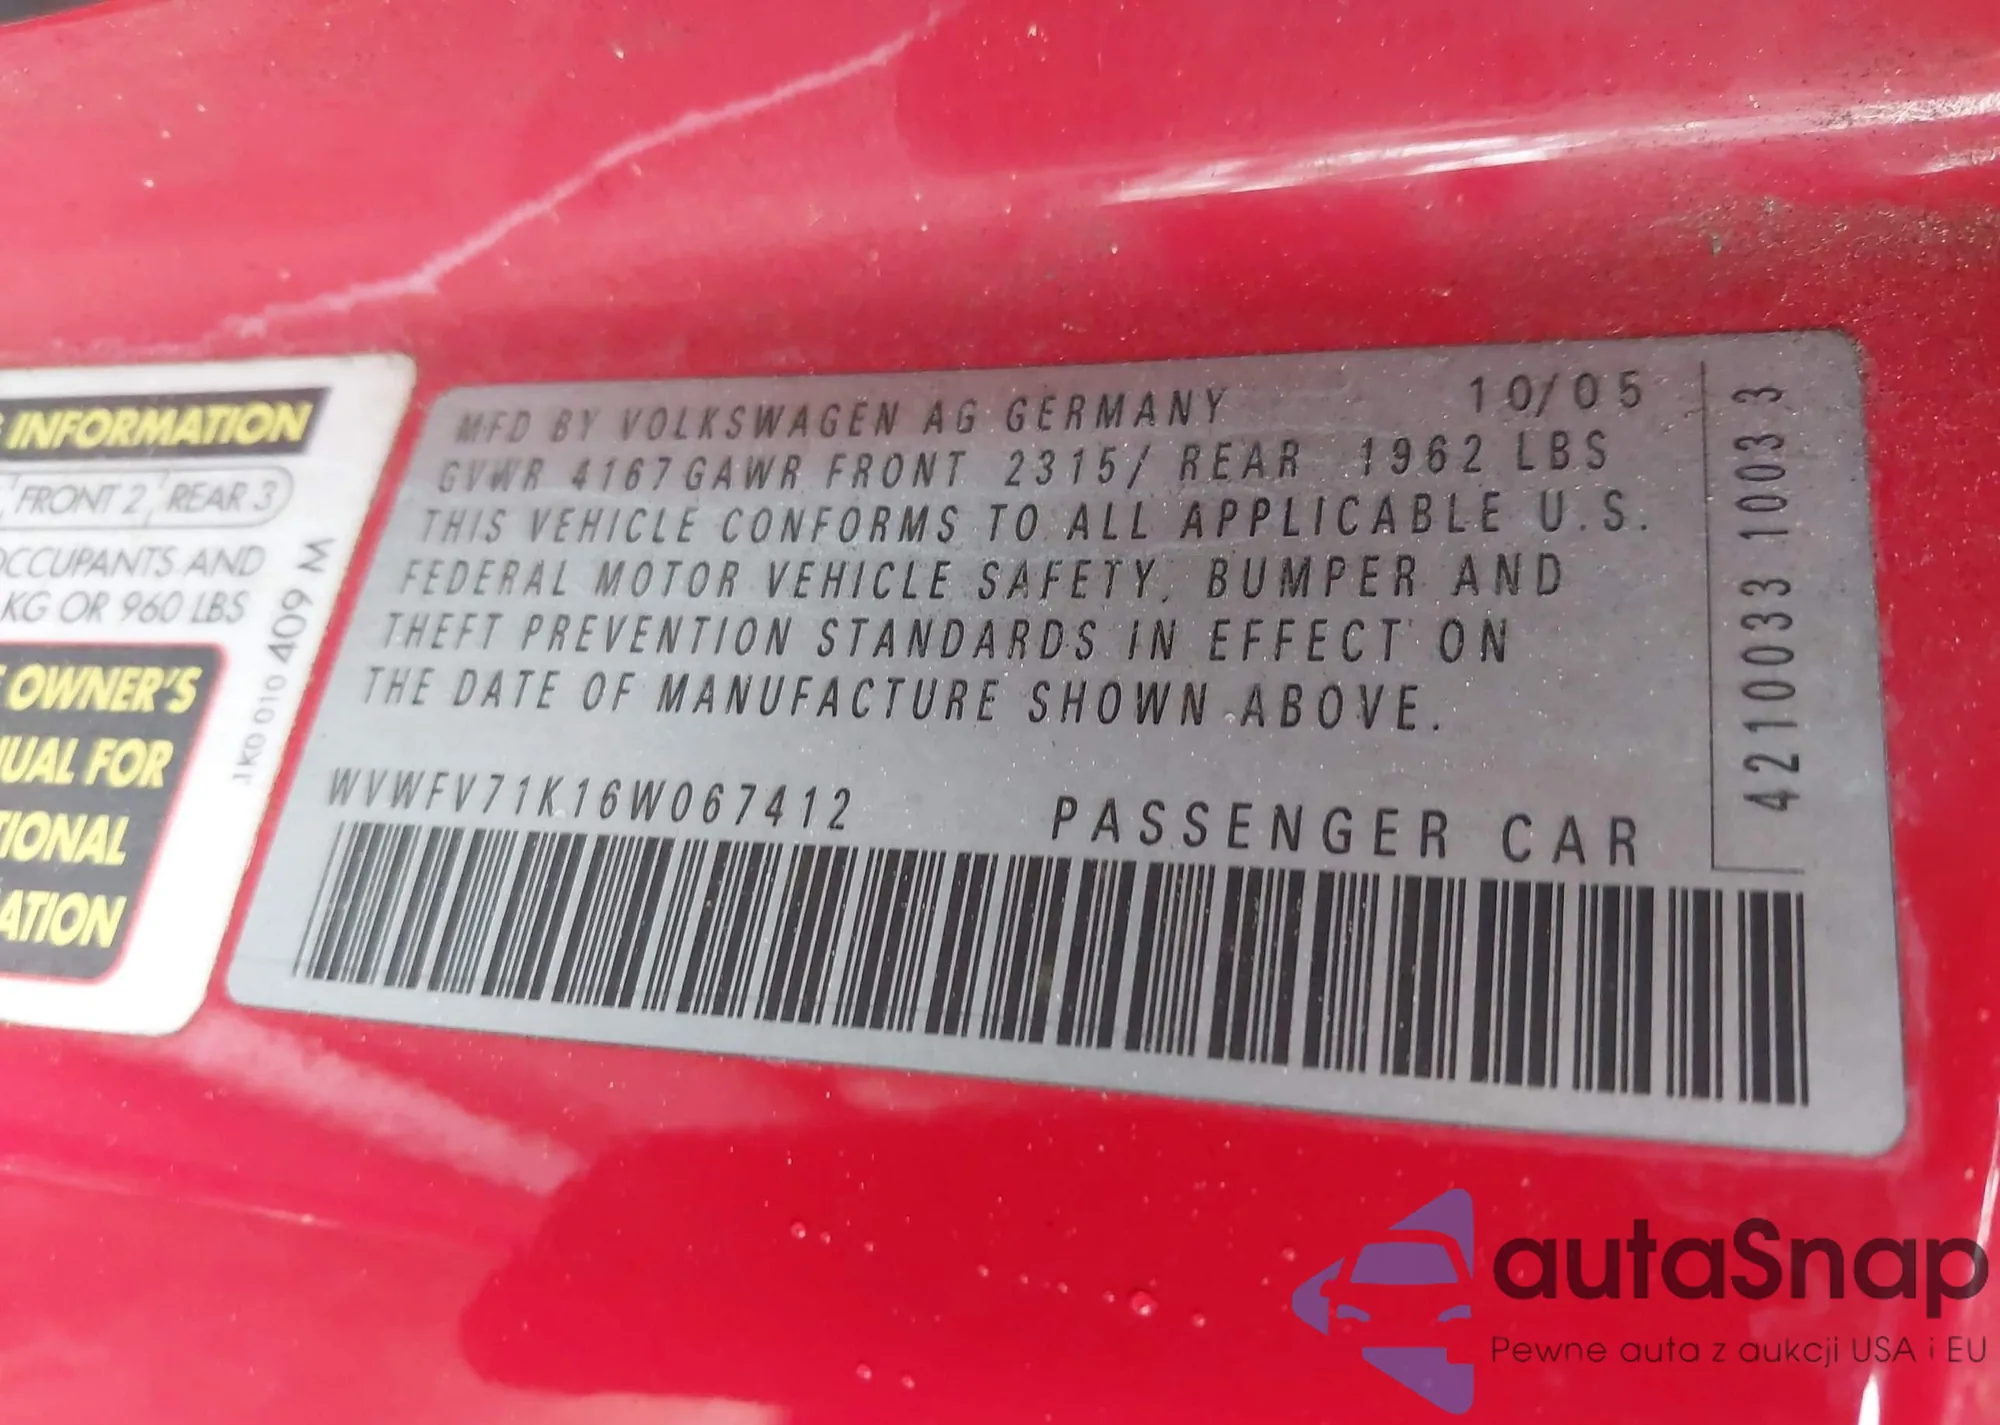 INFORMATION
FRONT 2 REAR 3
OCCUPANTS AND
KG OR 960 LBS
OWNER'S
FOR
1K0 010 409 M
MFD BY VOLKSWAGEN AG GERMANY 10/05
GVWR 4167 GAWR FRONT 2315/ REAR 1962 LBS
THIS VEHICLE CONFORMS TO ALL APPLICABLE U.S.
FEDERAL MOTOR VEHICLE SAFETY, BUMPER AND
THEFT PREVENTION STANDARDS IN EFFECT ON
THE DATE OF MANUFACTURE SHOWN ABOVE.
WVWFV71K16W067412 PASSENGER CAR
4210033 1003 3
autaSnap
Pewne auta z aukcji USA i EU